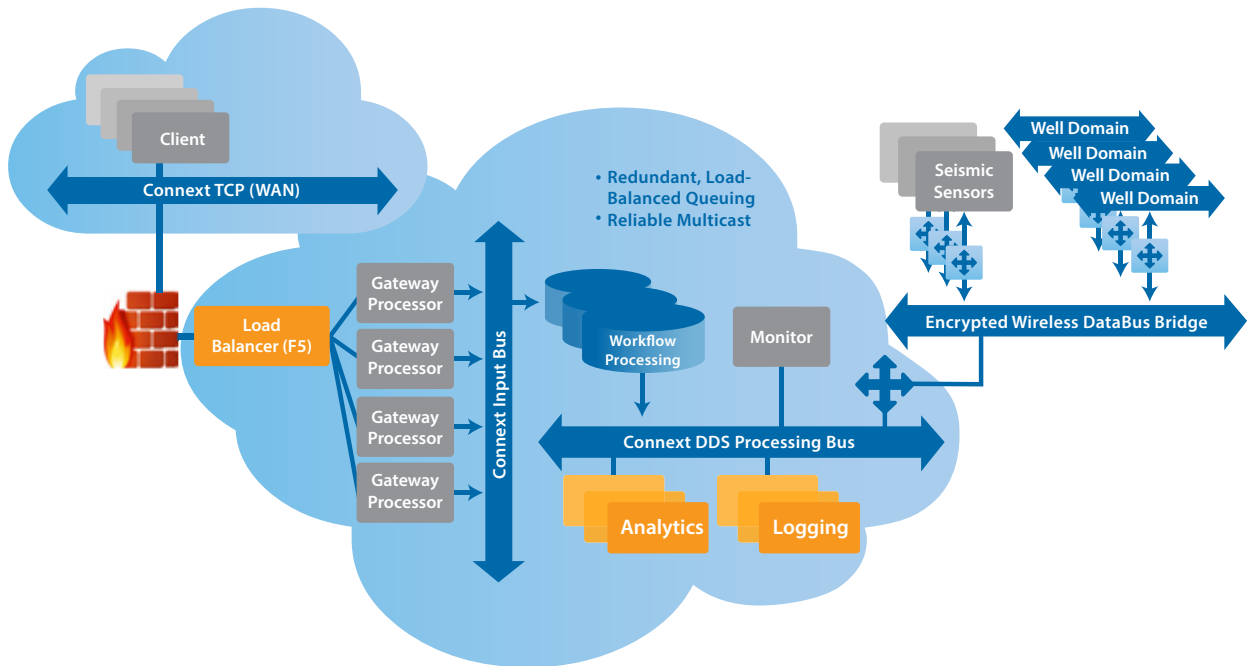 Client
Connext TCP (WAN)
• Redundant, Load-
Balanced Queuing
• Reliable Multicast
Seismic
Sensors
Well Domain
Well Domain
Well Domain
Well Domain
Load
Balancer (F5)
Gateway
Processor
Gateway
Processor
Gateway
Processor
Gateway
Processor
Connext Input Bus
Workflow
Processing
Monitor
Encrypted Wireless DataBus Bridge
Connext DDS Processing Bus
Analytics
Logging